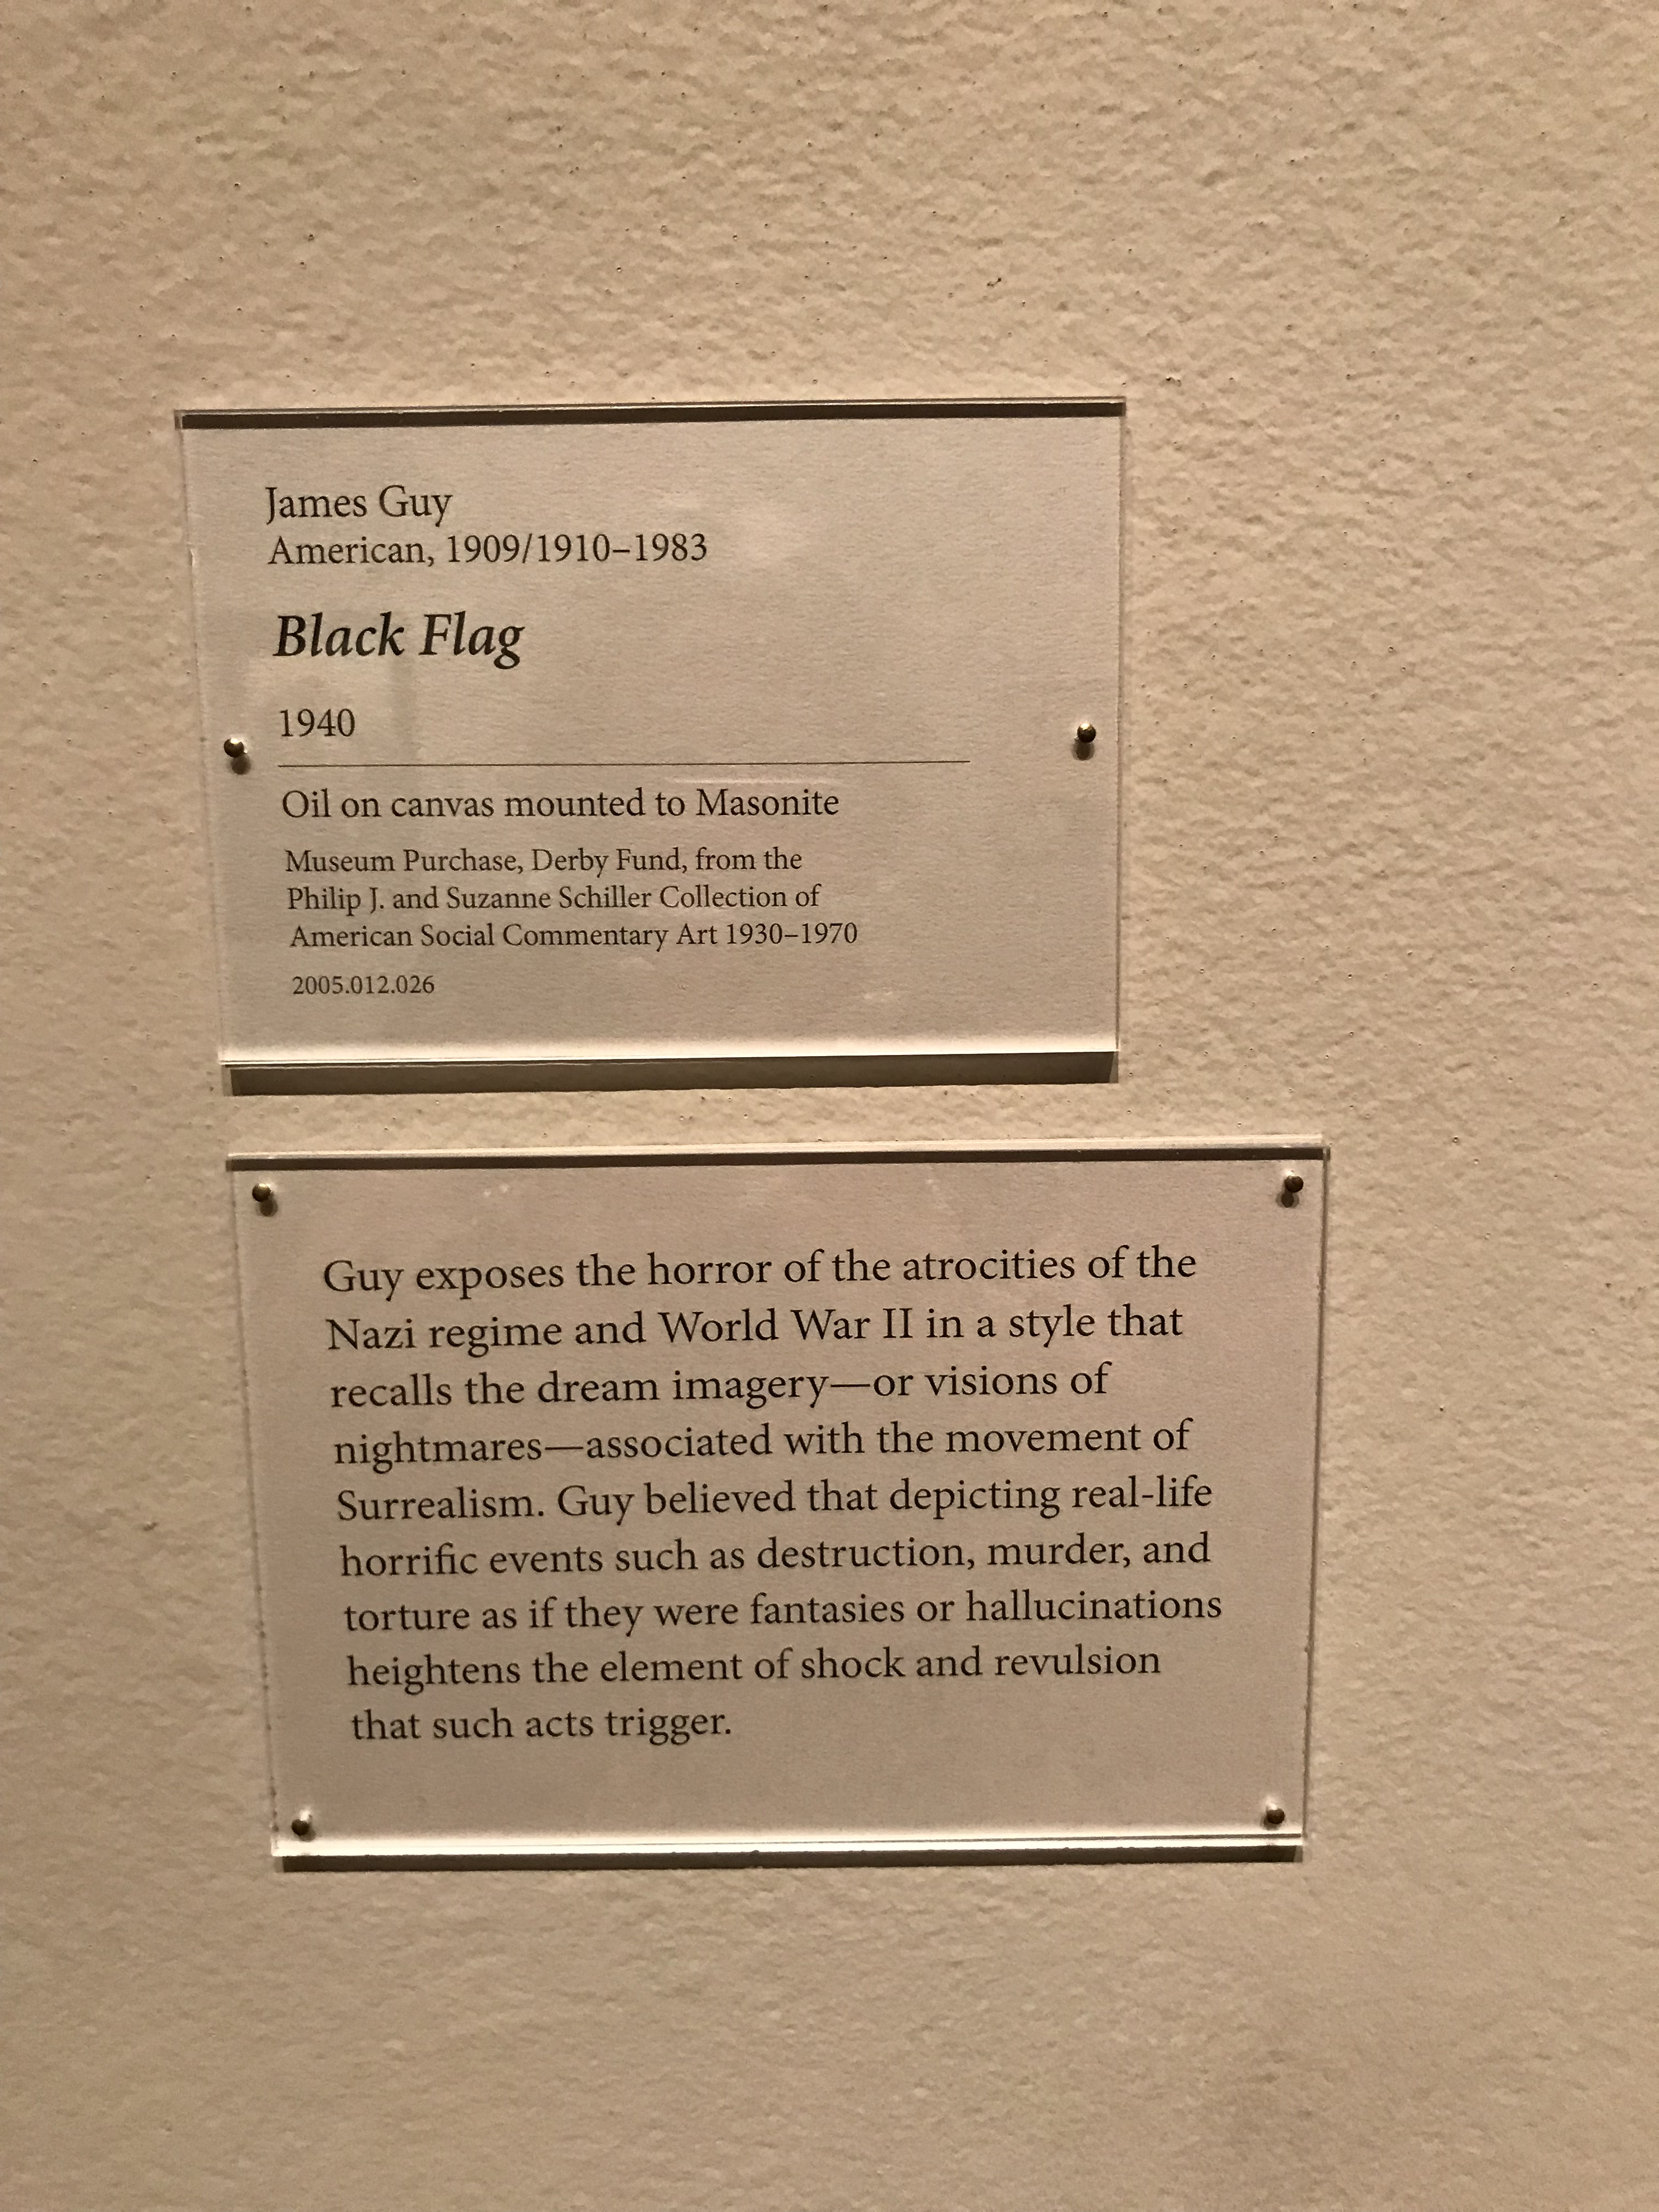 James Guy
American, 1909/1910–1983
Black Flag
1940
Oil on canvas mounted to Masonite
Museum Purchase, Derby Fund, from the
Philip J. and Suzanne Schiller Collection of
American Social Commentary Art 1930–1970
2005.012.026
Guy exposes the horror of the atrocities of the
Nazi regime and World War II in a style that
recalls the dream imagery—or visions of
nightmares—associated with the movement of
Surrealism. Guy believed that depicting real-life
horrific events such as destruction, murder, and
torture as if they were fantasies or hallucinations
heightens the element of shock and revulsion
that such acts trigger.